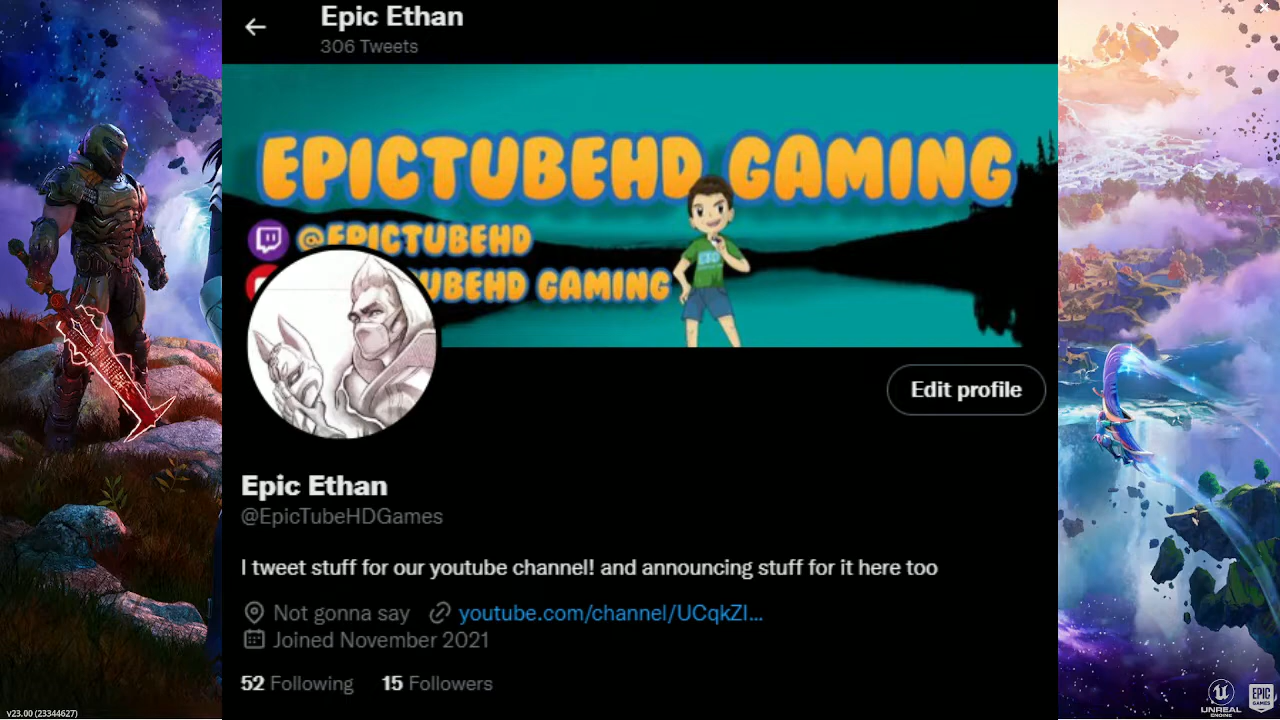 Epic Ethan
306 Tweets
EPICTUBEHD GAMING
@EPICTUBEHD
UBEHD GAMING
Edit profile
Epic Ethan
@EpicTubeHDGames
I tweet stuff for our youtube channel! and announcing stuff for it here too
Not gonna say youtube.com/channel/UCqkZI...
Joined November 2021
52 Following 15 Followers
v23.00 (23344627)
UNREAL ENGINE
EPIC GAMES